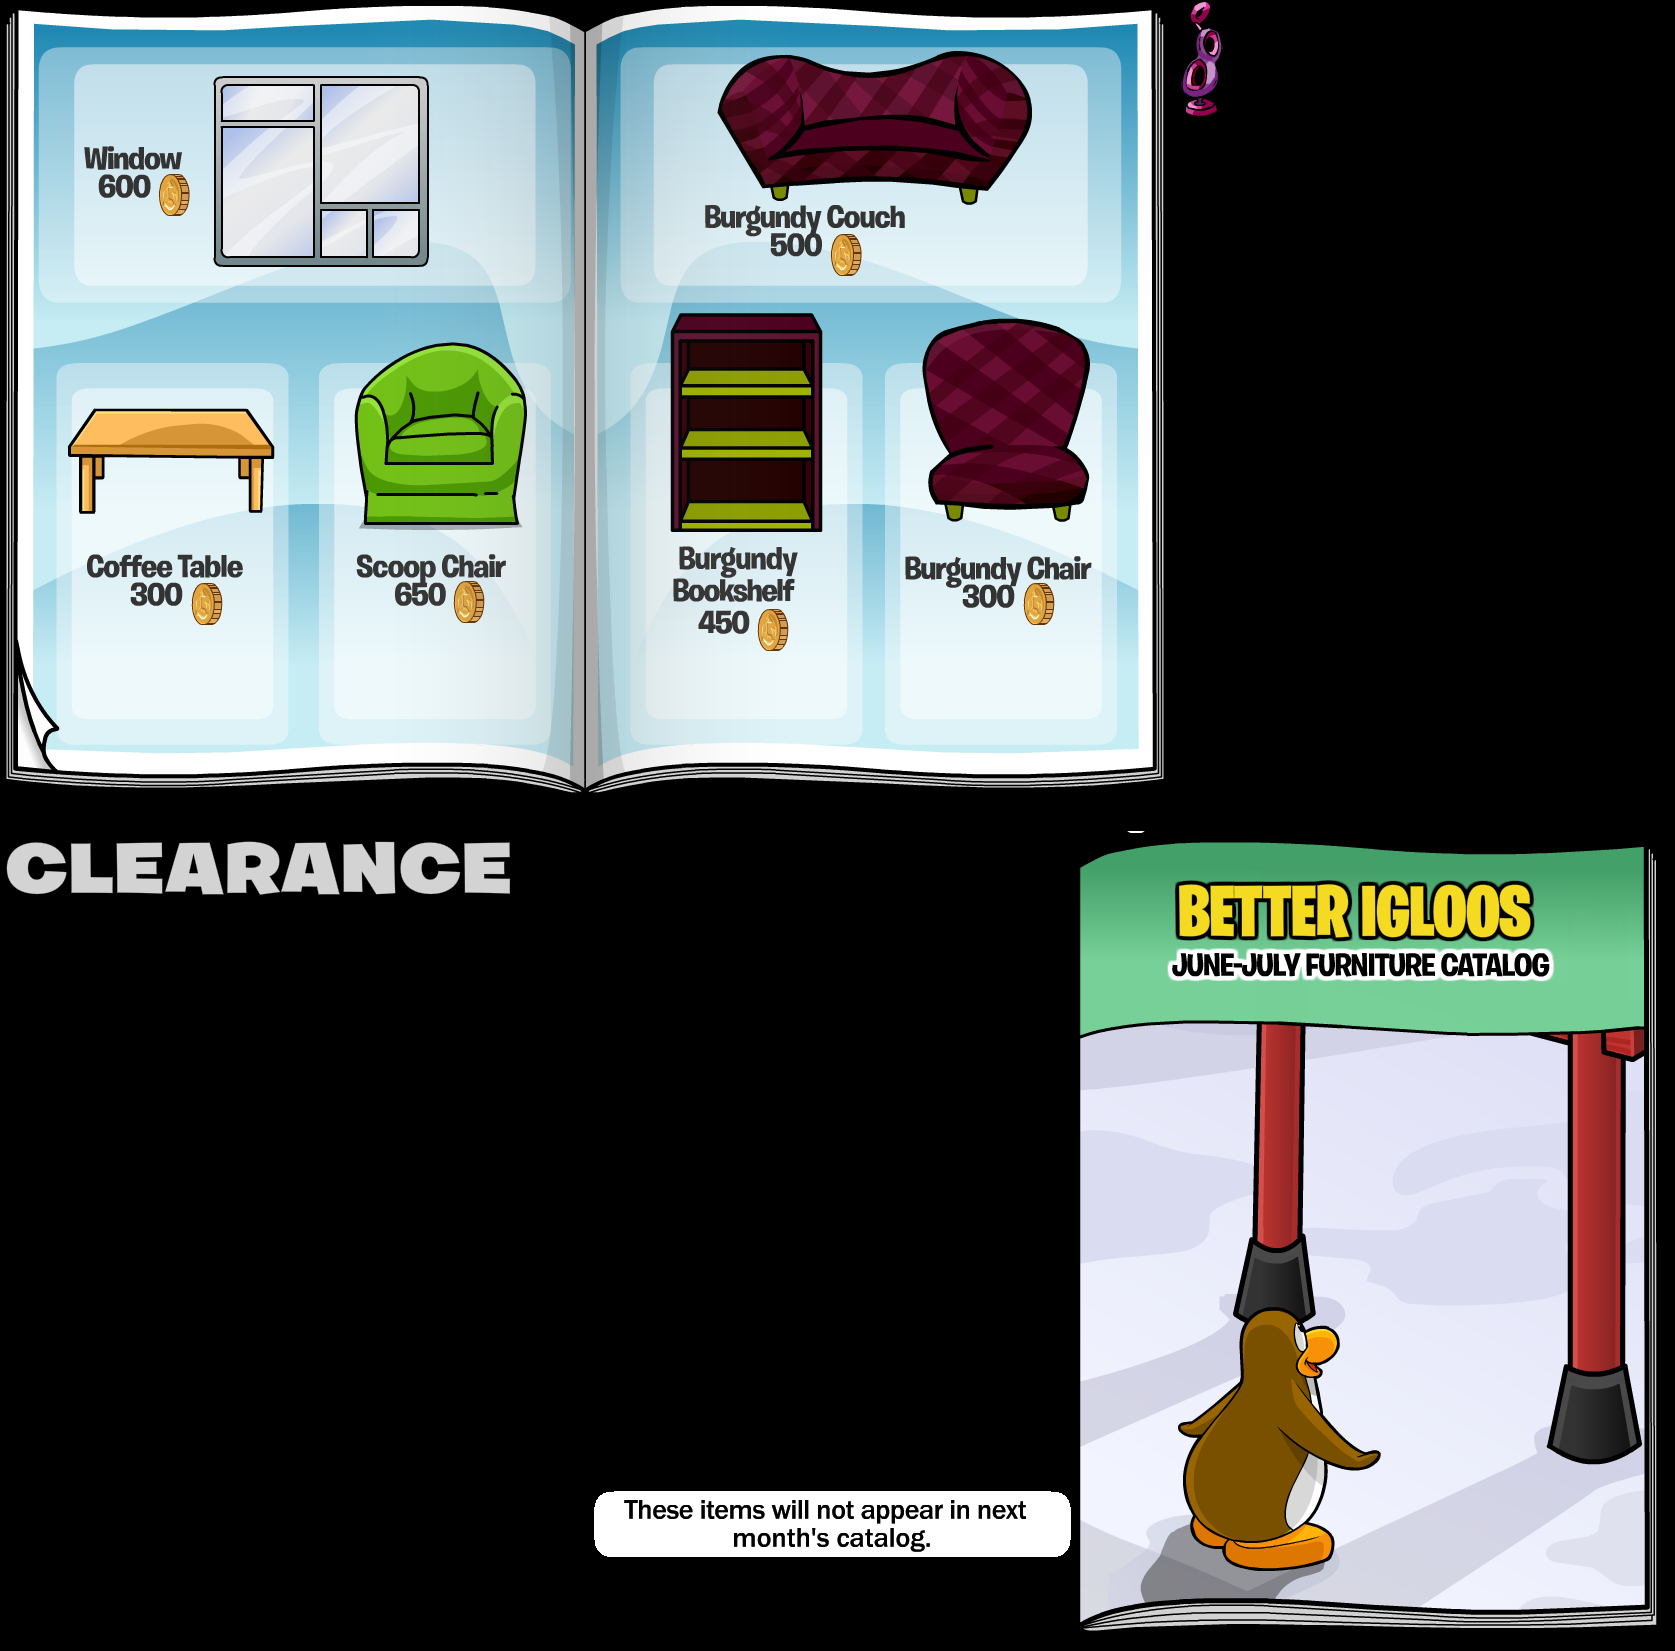 Window
600
Burgundy Couch
500
Coffee Table
300
Scoop Chair
650
Burgundy
Bookshelf
450
Burgundy Chair
300
CLEARANCE
BETTER IGLOOS
JUNE-JULY FURNITURE CATALOG
These items will not appear in next
month's catalog.